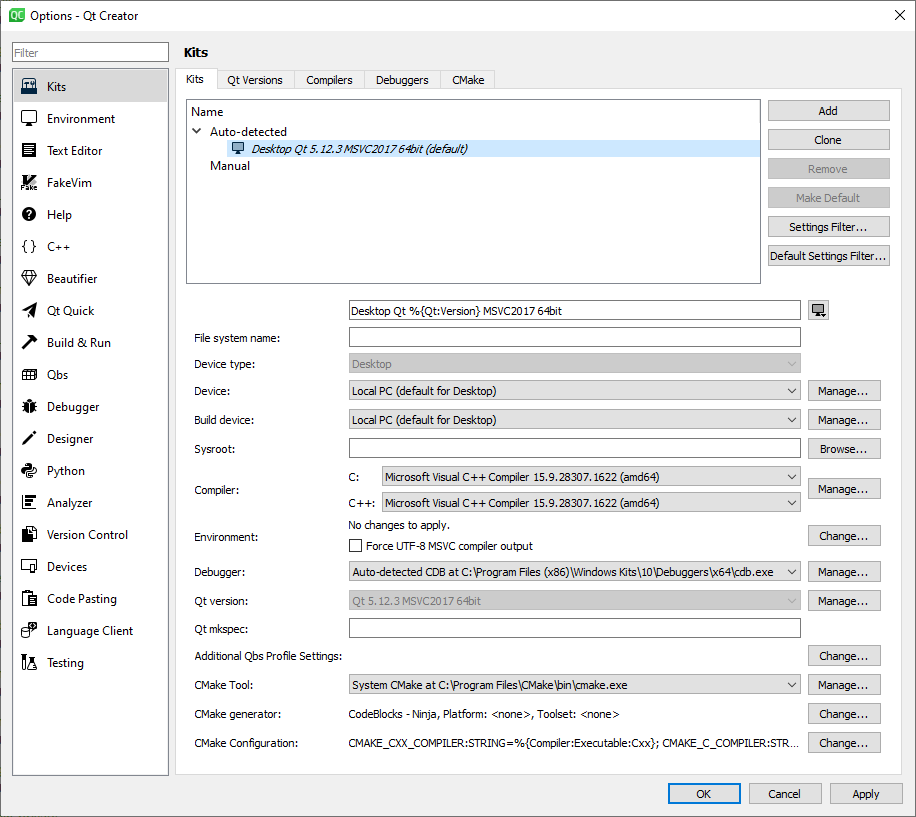 QC Options - Qt Creator
Filter
Kits
Environment
Text Editor
Fake
FakeVim
Help
C++
Beautifier
Qt Quick
Build & Run
Qbs
Debugger
Designer
Python
Analyzer
Version Control
Devices
Code Pasting
Language Client
Testing
Kits
Kits Qt Versions Compilers Debuggers CMake
Name
Auto-detected
Desktop Qt 5.12.3 MSVC2017 64bit (default)
Manual
Add
Clone
Remove
Make Default
Settings Filter...
Default Settings Filter...
Desktop Qt %{Qt:Version} MSVC2017 64bit
File system name:
Device type: Desktop
Device: Local PC (default for Desktop) Manage...
Build device: Local PC (default for Desktop) Manage...
Sysroot: Browse...
Compiler: C: Microsoft Visual C++ Compiler 15.9.28307.1622 (amd64)
C++: Microsoft Visual C++ Compiler 15.9.28307.1622 (amd64) Manage...
Environment: No changes to apply. Change...
Force UTF-8 MSVC compiler output
Debugger: Auto-detected CDB at C:\Program Files (x86)\Windows Kits\10\Debuggers\x64\cdb.exe Manage...
Qt version: Qt 5.12.3 MSVC2017 64bit Manage...
Qt mkspec:
Additional Qbs Profile Settings: Change...
CMake Tool: System CMake at C:\Program Files\CMake\bin\cmake.exe Manage...
CMake generator: CodeBlocks - Ninja, Platform: <none>, Toolset: <none> Change...
CMake Configuration: CMAKE_CXX_COMPILER:STRING=%{Compiler:Executable:Cxx}; CMAKE_C_COMPILER:STR... Change...
OK Cancel Apply